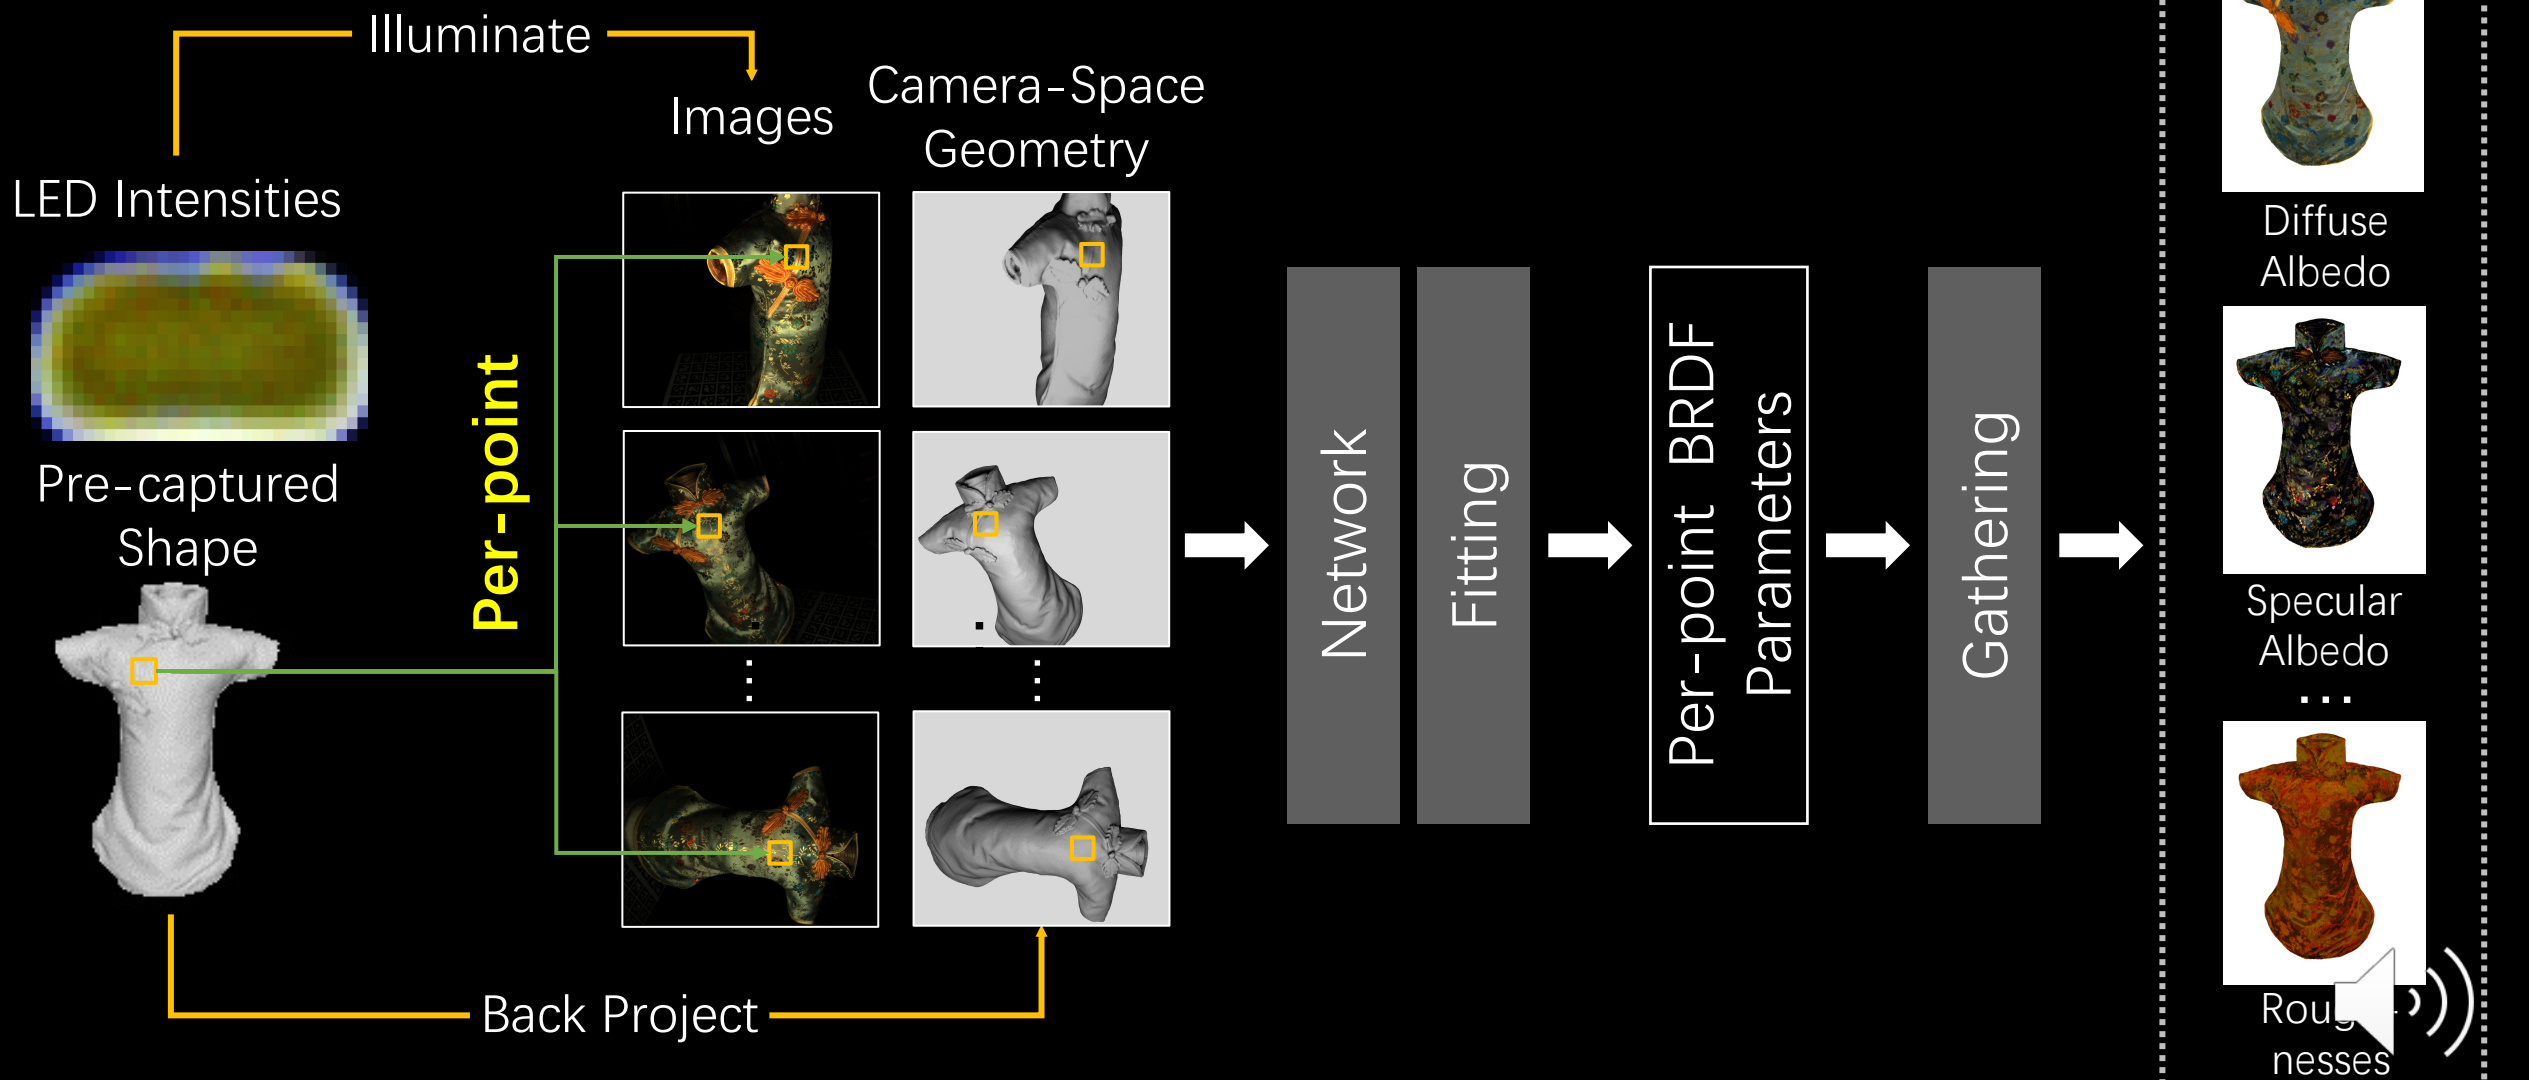 Illuminate
Images
Camera-Space
Geometry
LED Intensities
Pre-captured
Shape
Per-point
Back Project
Network
Fitting
Per-point BRDF
Parameters
Gathering
Diffuse
Albedo
Specular
Albedo
...
nesses